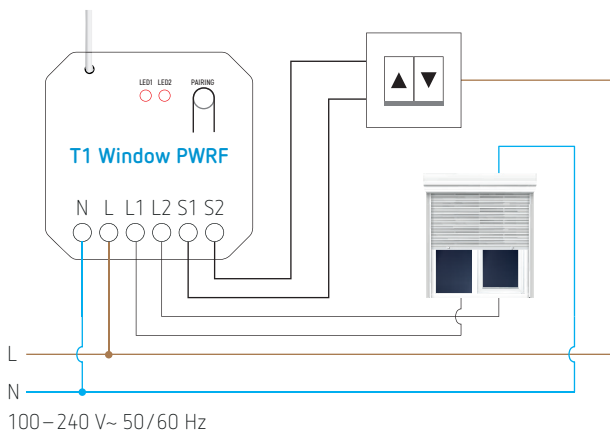 LED1 LED2 PAIRING
T1 Window PWRF
N L L1 L2 S1 S2
L
N
100–240 V~ 50/60 Hz